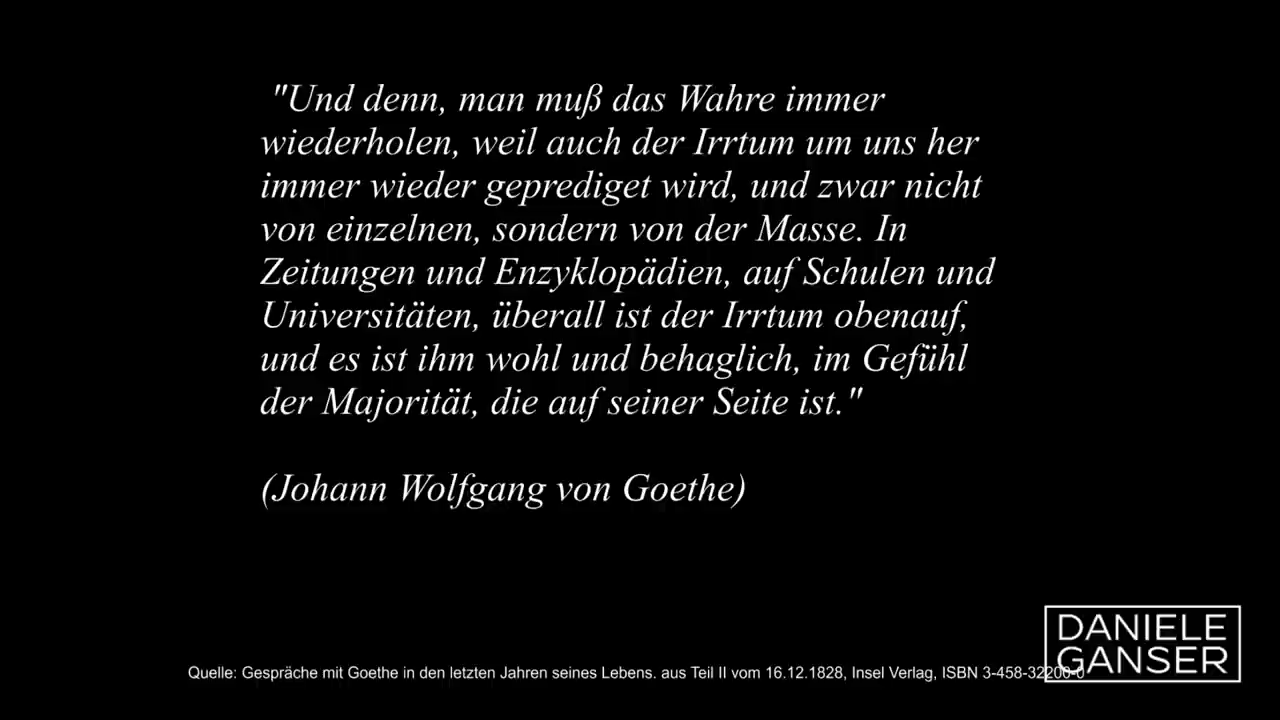 "Und denn, man muß das Wahre immer
wiederholen, weil auch der Irrtum um uns her
immer wieder geprediget wird, und zwar nicht
von einzelnen, sondern von der Masse. In
Zeitungen und Enzyklopädien, auf Schulen und
Universitäten, überall ist der Irrtum obenauf,
und es ist ihm wohl und behaglich, im Gefühl
der Majorität, die auf seiner Seite ist."
(Johann Wolfgang von Goethe)
DANIELE
GANSER
Quelle: Gespräche mit Goethe in den letzten Jahren seines Lebens. aus Teil II vom 16.12.1828, Insel Verlag, ISBN 3-458-32200-0